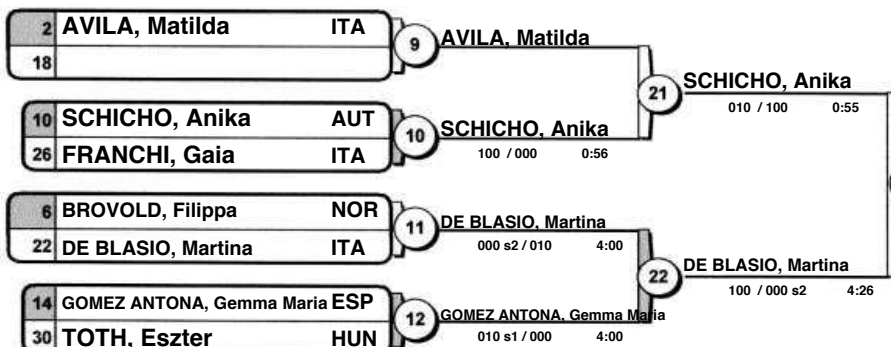 2 AVILA, Matilda ITA
18
9 AVILA, Matilda
10 SCHICHO, Anika AUT
26 FRANCHI, Gaia ITA
10 SCHICHO, Anika
100 / 000 0:56
21 SCHICHO, Anika
010 / 100 0:55
6 BROVOLD, Filippa NOR
22 DE BLASIO, Martina ITA
11 DE BLASIO, Martina
000 s2 / 010 4:00
14 GOMEZ ANTONA, Gemma Maria ESP
30 TOTH, Eszter HUN
12 GOMEZ ANTONA, Gemma Maria
010 s1 / 000 4:00
22 DE BLASIO, Martina
100 / 000 s2 4:26